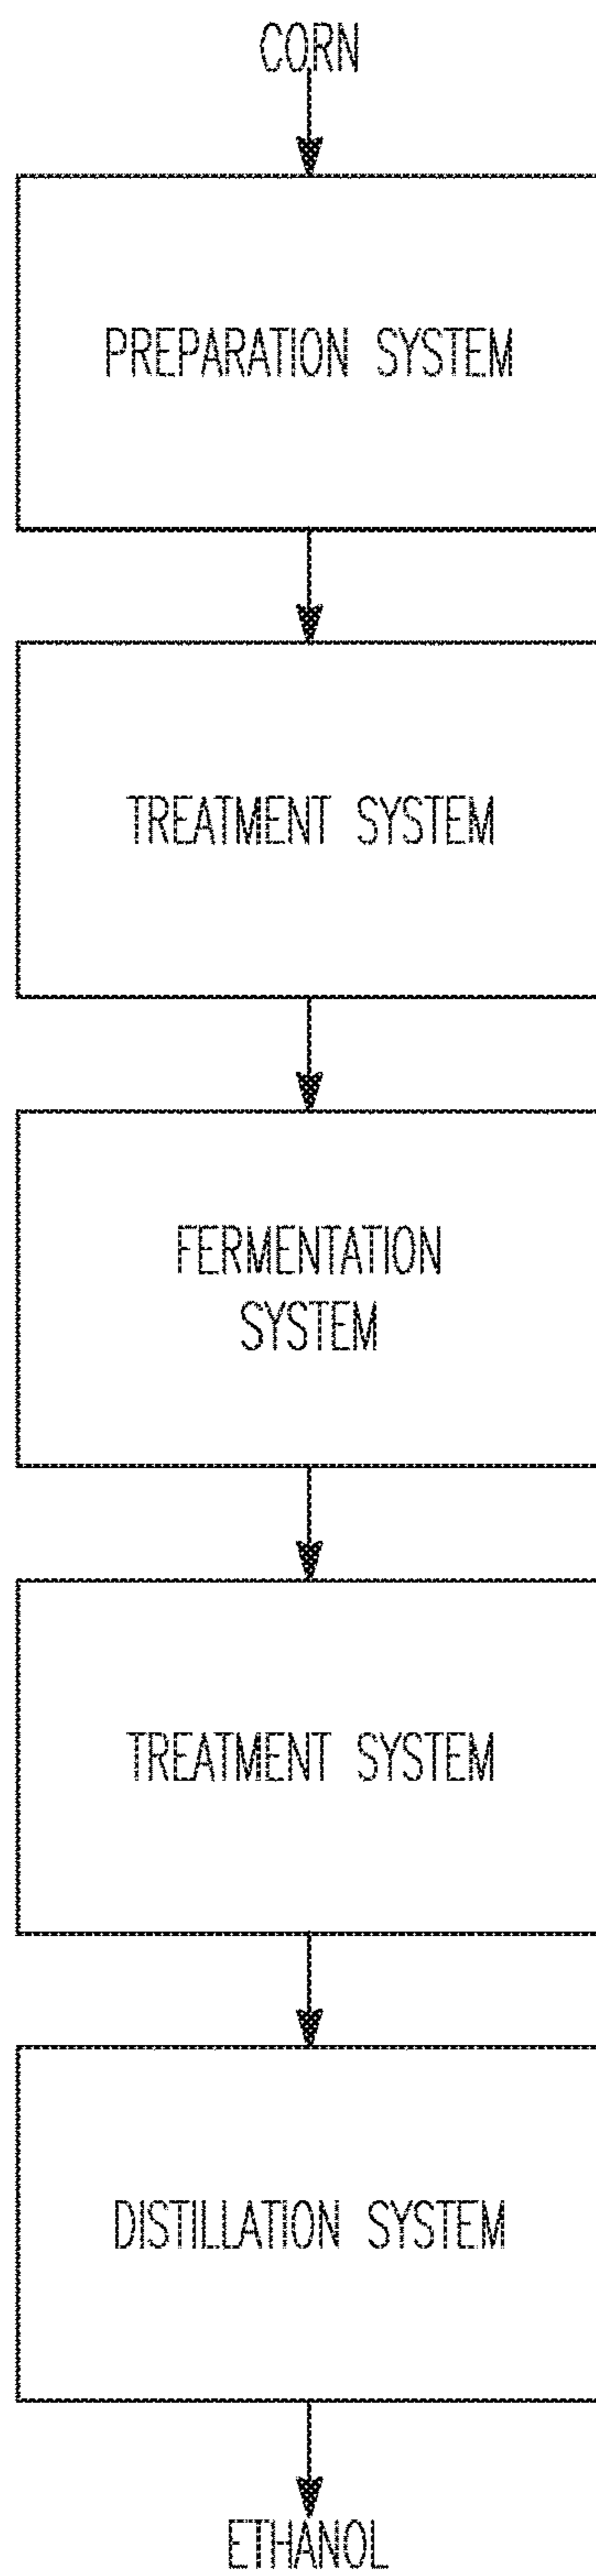 CORN
PREPARATION SYSTEM
TREATMENT SYSTEM
FERMENTATION
SYSTEM
TREATMENT SYSTEM
DISTILLATION SYSTEM
ETHANOL